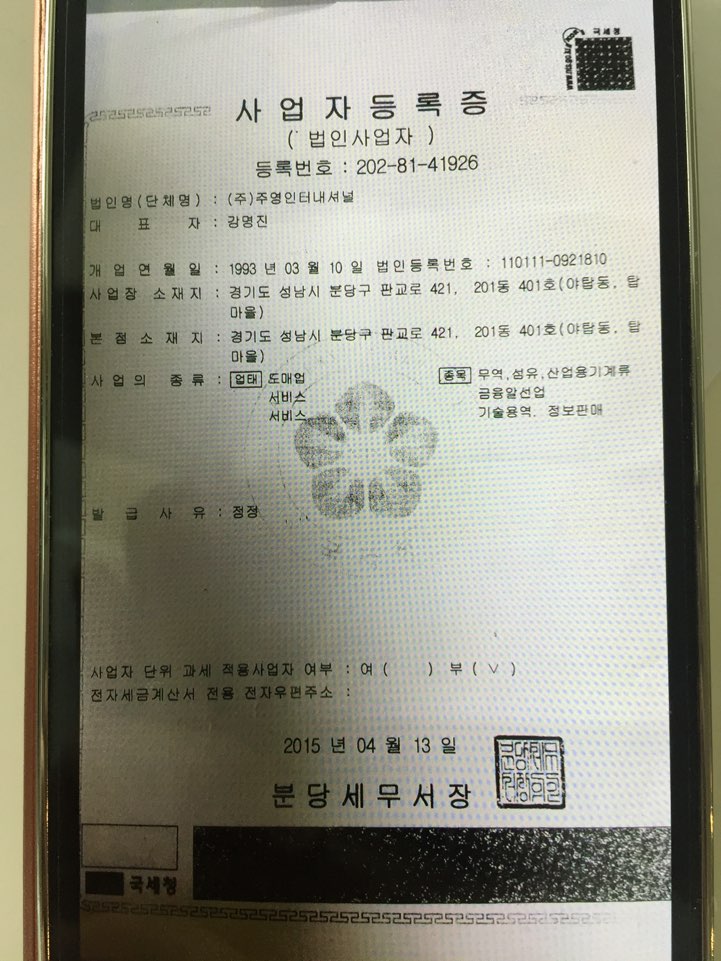 국세청
사업자등록증
( 법인사업자 )
등록번호 : 202-81-41926
법인명(단체명) : (주)주영인터내셔널
대 표 자 : 강명진
개 업 연 월 일 : 1993 년 03 월 10 일 법인등록번호 : 110111-0921810
사업장 소재지 : 경기도 성남시 분당구 판교로 421, 201동 401호(야탑동, 탑
마을)
본 점 소 재 지 : 경기도 성남시 분당구 판교로 421, 201동 401호(야탑동, 탑
마을)
사 업 의 종 류 : 업태 도매업 종목 무역,섬유,산업용기계류
서비스 금융알선업
서비스 기술용역, 정보판매
발 급 사 유 : 정정
사업자 단위 과세 적용사업자 여부 : 여 ( ) 부 ( ∨ )
전자세금계산서 전용 전자우편주소 :
2015 년 04 월 13 일
분당세무서장
국세청